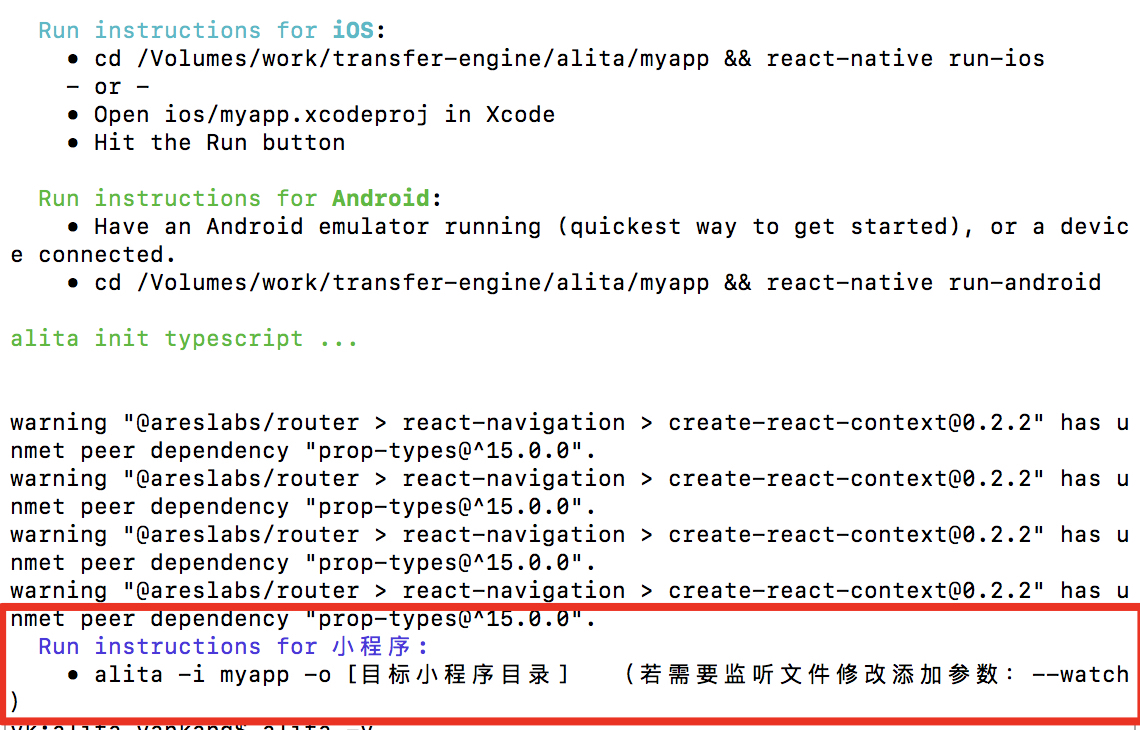 Run instructions for iOS:
• cd /Volumes/work/transfer-engine/alita/myapp && react-native run-ios
- or -
• Open ios/myapp.xcodeproj in Xcode
• Hit the Run button
Run instructions for Android:
• Have an Android emulator running (quickest way to get started), or a devic
e connected.
• cd /Volumes/work/transfer-engine/alita/myapp && react-native run-android
alita init typescript ...
warning "@areslabs/router > react-navigation > create-react-context@0.2.2" has u
nmet peer dependency "prop-types@^15.0.0".
warning "@areslabs/router > react-navigation > create-react-context@0.2.2" has u
nmet peer dependency "prop-types@^15.0.0".
warning "@areslabs/router > react-navigation > create-react-context@0.2.2" has u
nmet peer dependency "prop-types@^15.0.0".
warning "@areslabs/router > react-navigation > create-react-context@0.2.2" has u
nmet peer dependency "prop-types@^15.0.0".
Run instructions for 小程序:
• alita -i myapp -o [目标小程序目录] （若需要监听文件修改添加参数：--watch
）